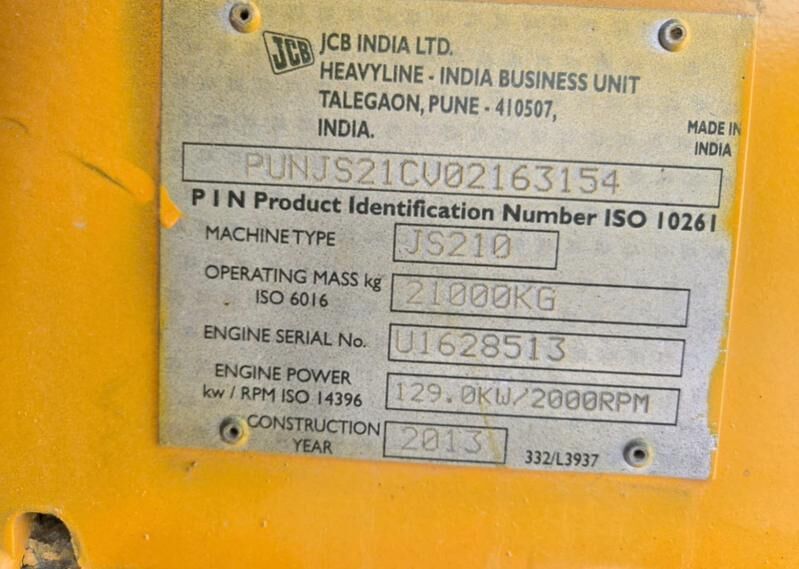 JCB JCB INDIA LTD.
HEAVYLINE - INDIA BUSINESS UNIT
TALEGAON, PUNE - 410507,
INDIA.
MADE IN
INDIA
PUNJS21CV02163154
PIN Product Identification Number ISO 10261
MACHINE TYPE JS210
OPERATING MASS kg
ISO 6016 21000KG
ENGINE SERIAL No. U1628513
ENGINE POWER
kw / RPM ISO 14396 129.0KW/2000RPM
CONSTRUCTION
YEAR 2013
332/L3937